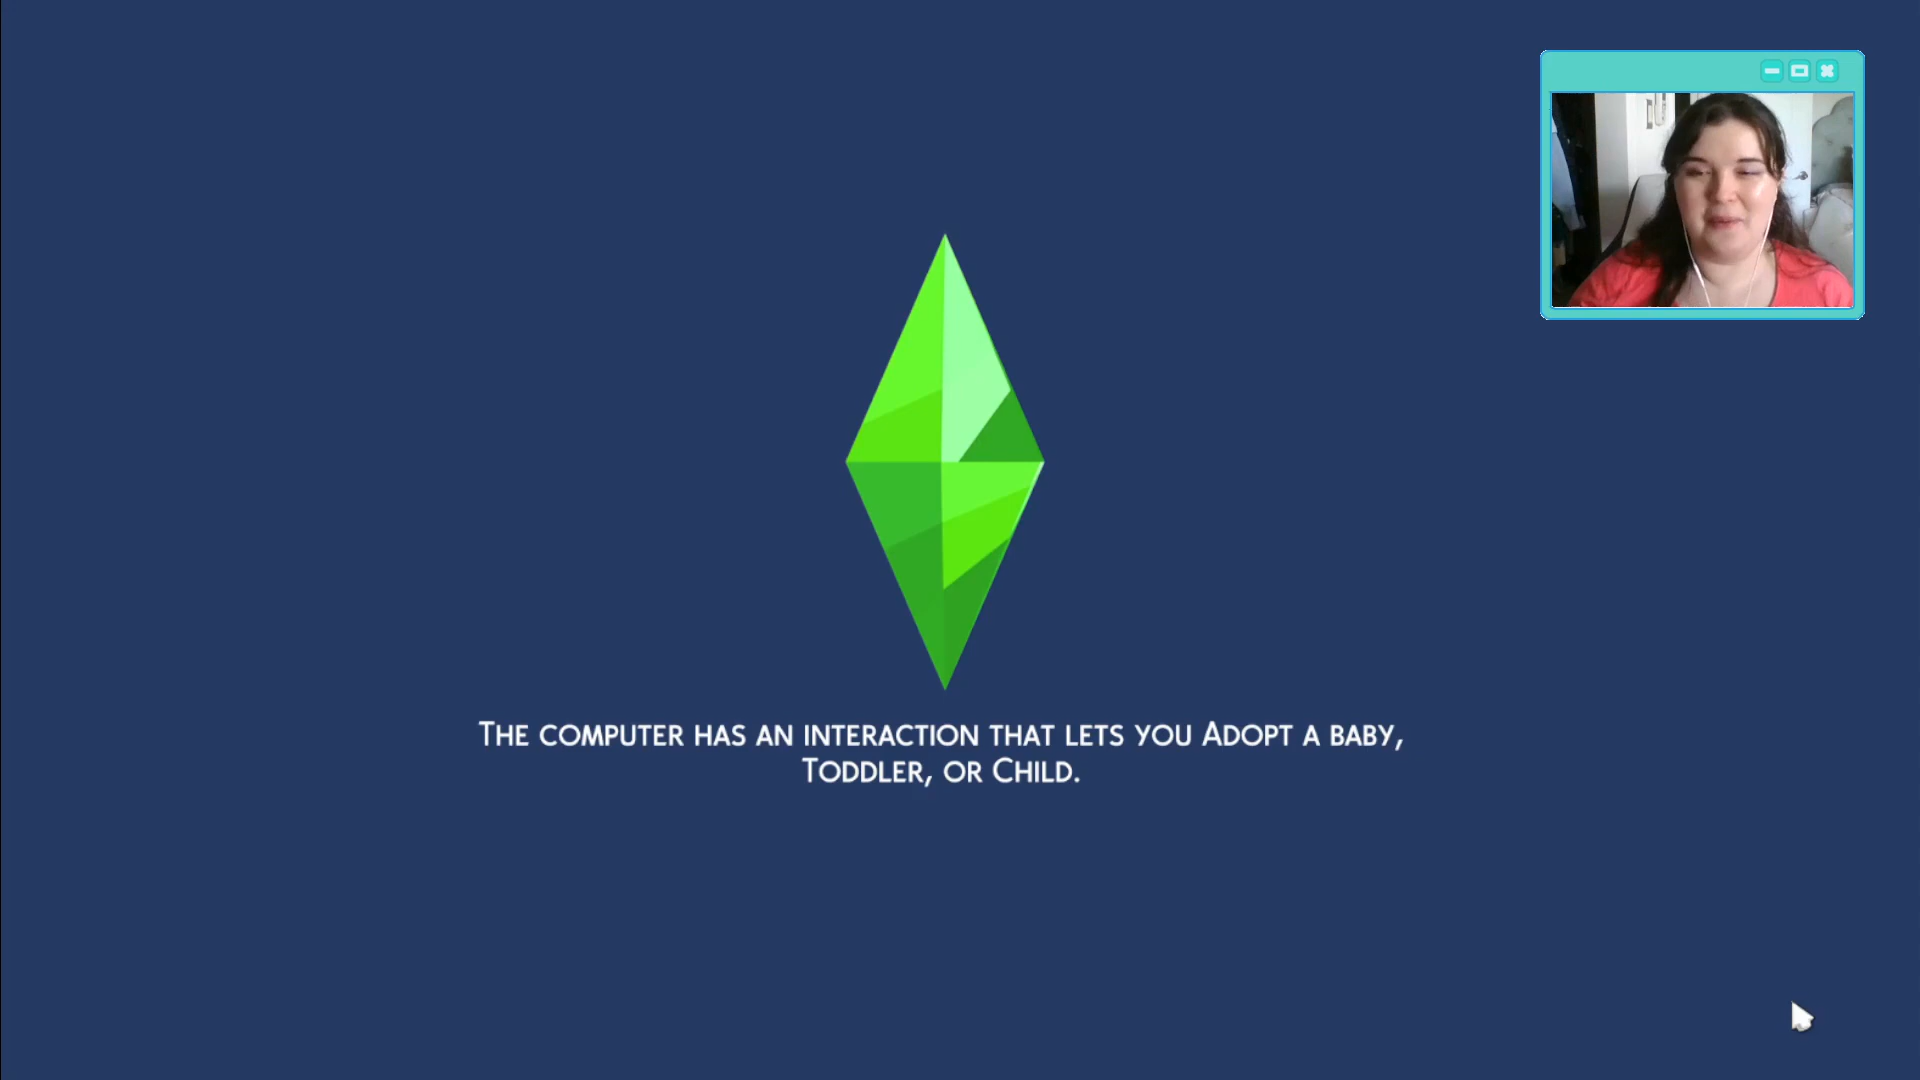 The computer has an interaction that lets you Adopt a baby,
Toddler, or Child.